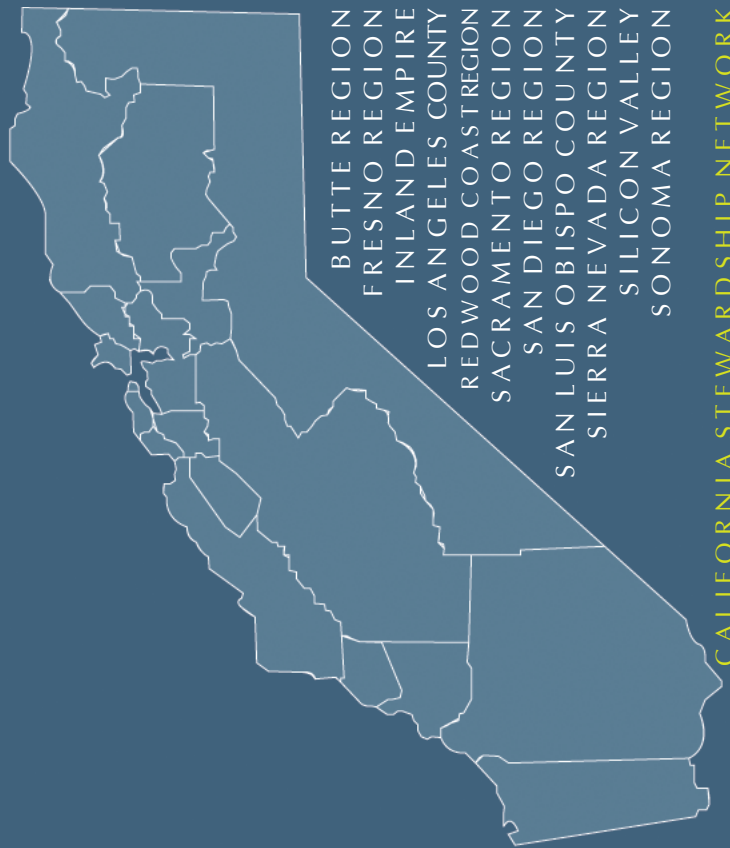 BUTTE REGION
FRESNO REGION
INLAND EMPIRE
LOS ANGELES COUNTY
REDWOOD COAST REGION
SACRAMENTO REGION
SAN DIEGO REGION
SAN LUIS OBISPO COUNTY
SIERRA NEVADA REGION
SILICON VALLEY
SONOMA REGION
CALIFORNIA STEWARDSHIP NETWORK